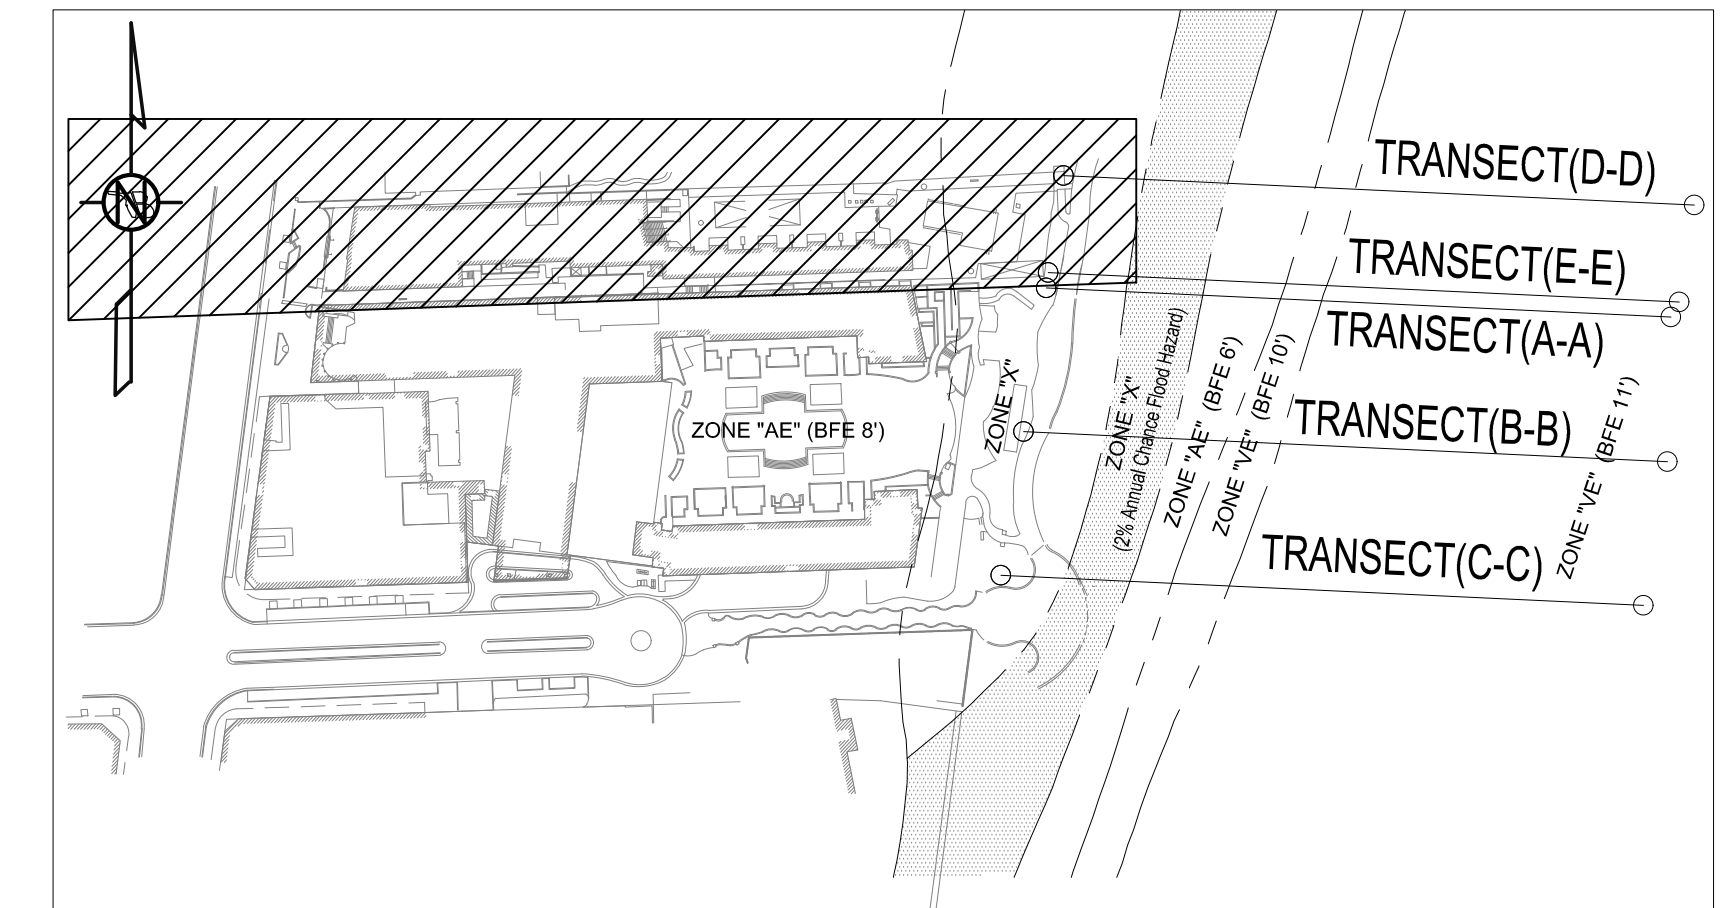 TRANSECT(D-D)
TRANSECT(E-E)
TRANSECT(A-A)
TRANSECT(B-B)
TRANSECT(C-C)
ZONE "AE" (BFE 8')
ZONE "X"
ZONE "X"
(2% Annual Chance Flood Hazard)
ZONE "AE" (BFE 6')
ZONE "VE" (BFE 10')
ZONE "VE" (BFE 11')